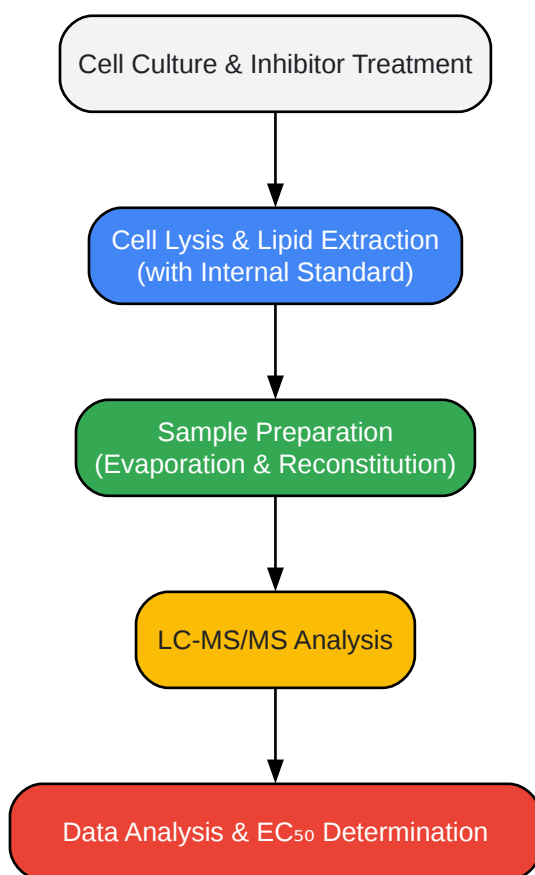 Cell Culture & Inhibitor Treatment
Cell Lysis & Lipid Extraction
(with Internal Standard)
Sample Preparation
(Evaporation & Reconstitution)
LC-MS/MS Analysis
Data Analysis & EC₅₀ Determination